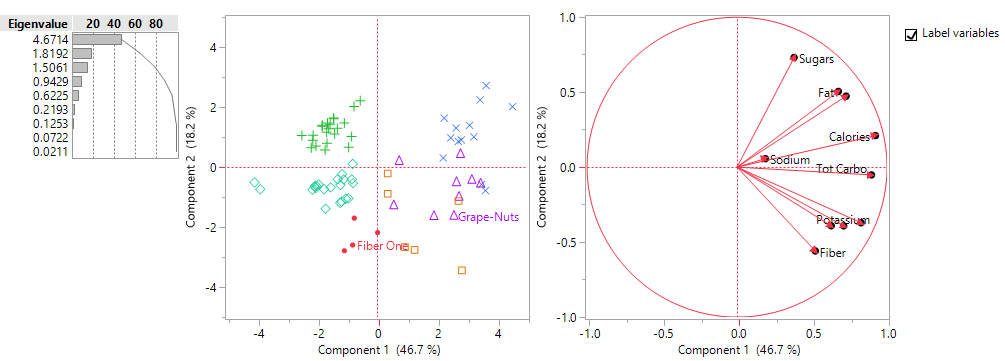 Eigenvalue 20 40 60 80
4.6714
1.8192
1.5061
0.9429
0.6225
0.2193
0.1253
0.0722
0.0211
Component 2 (18.2 %)
4
2
0
-2
-4
Grape-Nuts
Fiber One
-4 -2 0 2 4
Component 1 (46.7 %)
Component 2 (18.2 %)
1.0
0.5
0.0
-0.5
-1.0
Sugars
Fat
Calories
Sodium
Tot Carbo
Potassium
Fiber
-1.0 -0.5 0.0 0.5 1.0
Component 1 (46.7 %)
Label variables